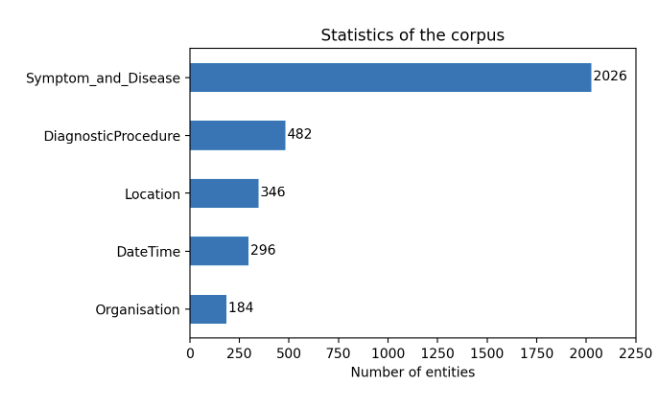 Statistics of the corpus
Symptom_and_Disease 2026
DiagnosticProcedure 482
Location 346
DateTime 296
Organisation 184
0 250 500 750 1000 1250 1500 1750 2000 2250
Number of entities